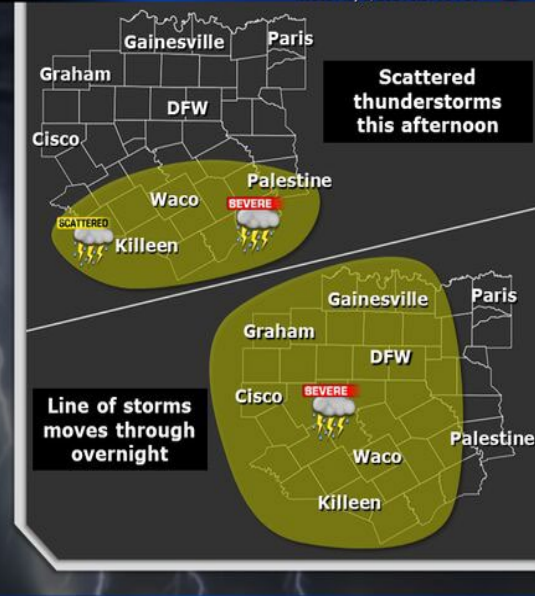 Gainesville
Paris
Graham
DFW
Cisco
Scattered
thunderstorms
this afternoon
Palestine
Waco
SEVERE
SCATTERED
Killeen
Gainesville
Paris
Graham
DFW
SEVERE
Cisco
Line of storms
moves through
overnight
Palestine
Waco
Killeen